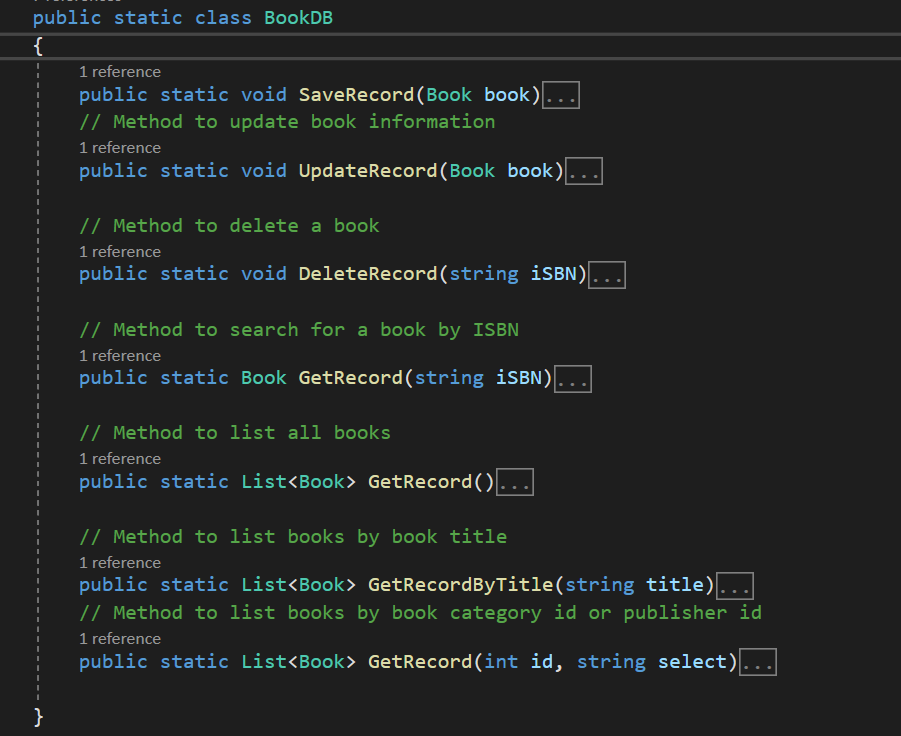 public static class BookDB
{
1 reference
public static void SaveRecord(Book book)...
// Method to update book information
1 reference
public static void UpdateRecord(Book book)...
// Method to delete a book
1 reference
public static void DeleteRecord(string iSBN)...
// Method to search for a book by ISBN
1 reference
public static Book GetRecord(string iSBN)...
// Method to list all books
1 reference
public static List<Book> GetRecord()...
// Method to list books by book title
1 reference
public static List<Book> GetRecordByTitle(string title)...
// Method to list books by book category id or publisher id
1 reference
public static List<Book> GetRecord(int id, string select)...
}